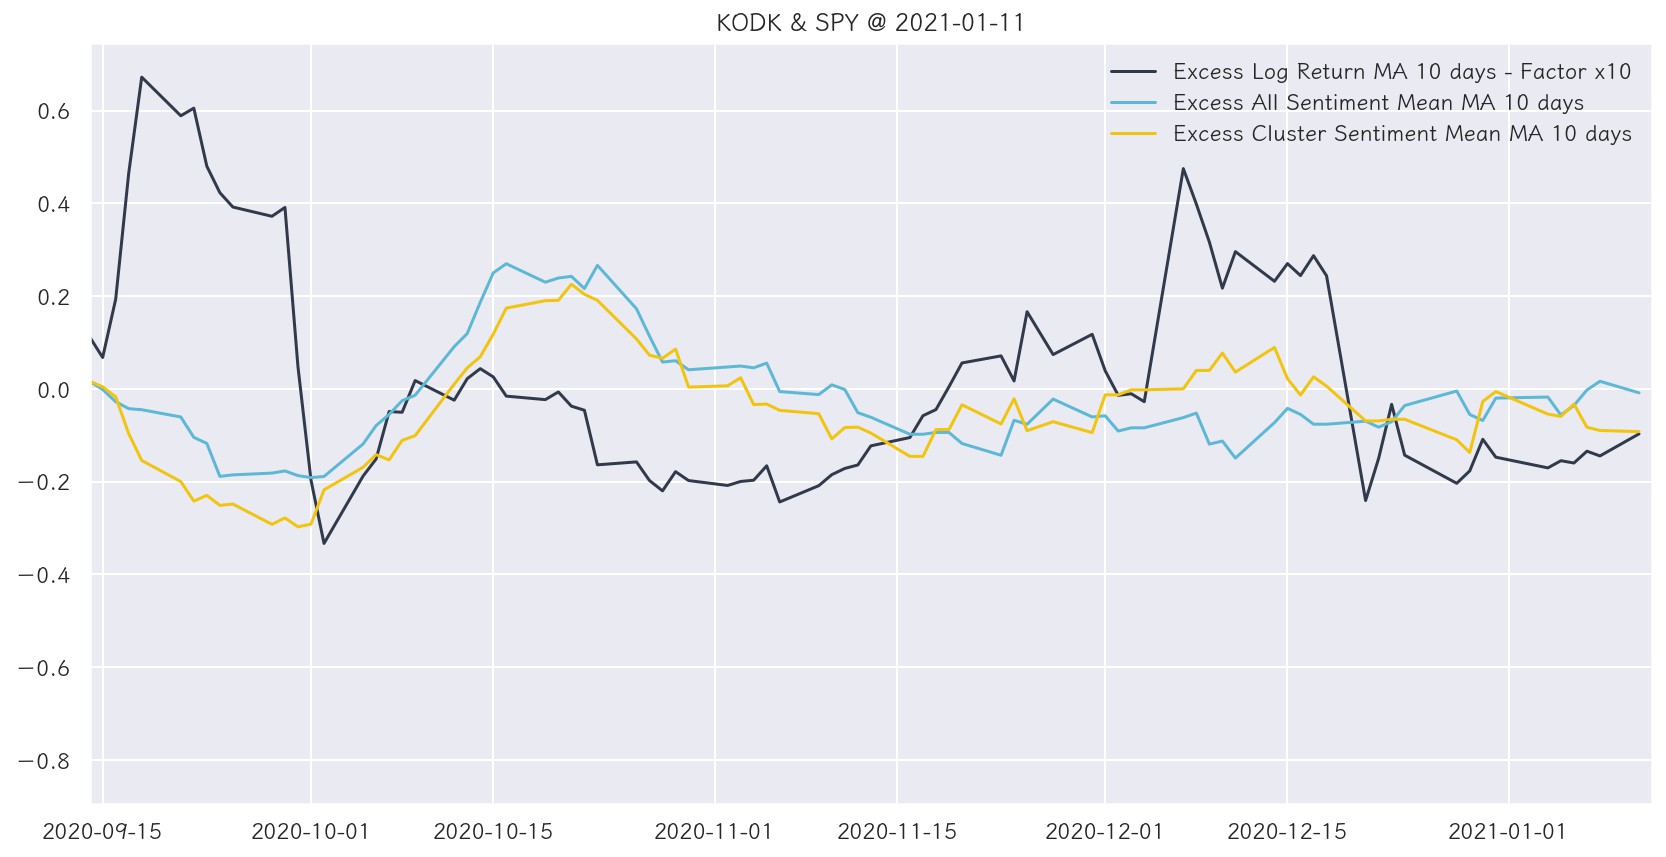 KODK & SPY @ 2021-01-11
Excess Log Return MA 10 days - Factor x10
Excess All Sentiment Mean MA 10 days
Excess Cluster Sentiment Mean MA 10 days
0.6
0.4
0.2
0.0
−0.2
−0.4
−0.6
−0.8
2020-09-15 2020-10-01 2020-10-15 2020-11-01 2020-11-15 2020-12-01 2020-12-15 2021-01-01